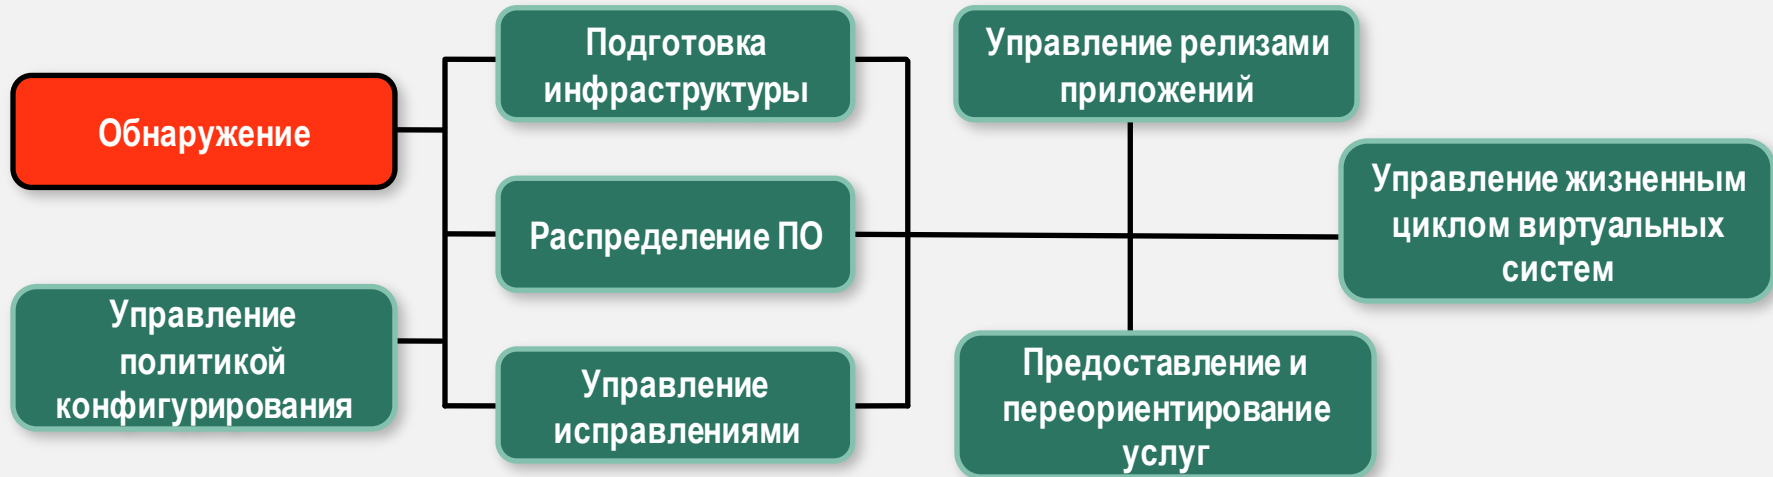 Обнаружение
Управление
политикой
конфигурирования
Подготовка
инфраструктуры
Распределение ПО
Управление
исправлениями
Управление релизами
приложений
Предоставление и
переориентирование
услуг
Управление жизненным
циклом виртуальных
систем